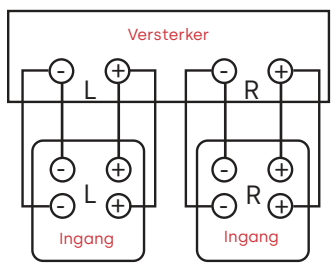 Versterker
- L + - R +
- + - +
- L + - R +
Ingang Ingang